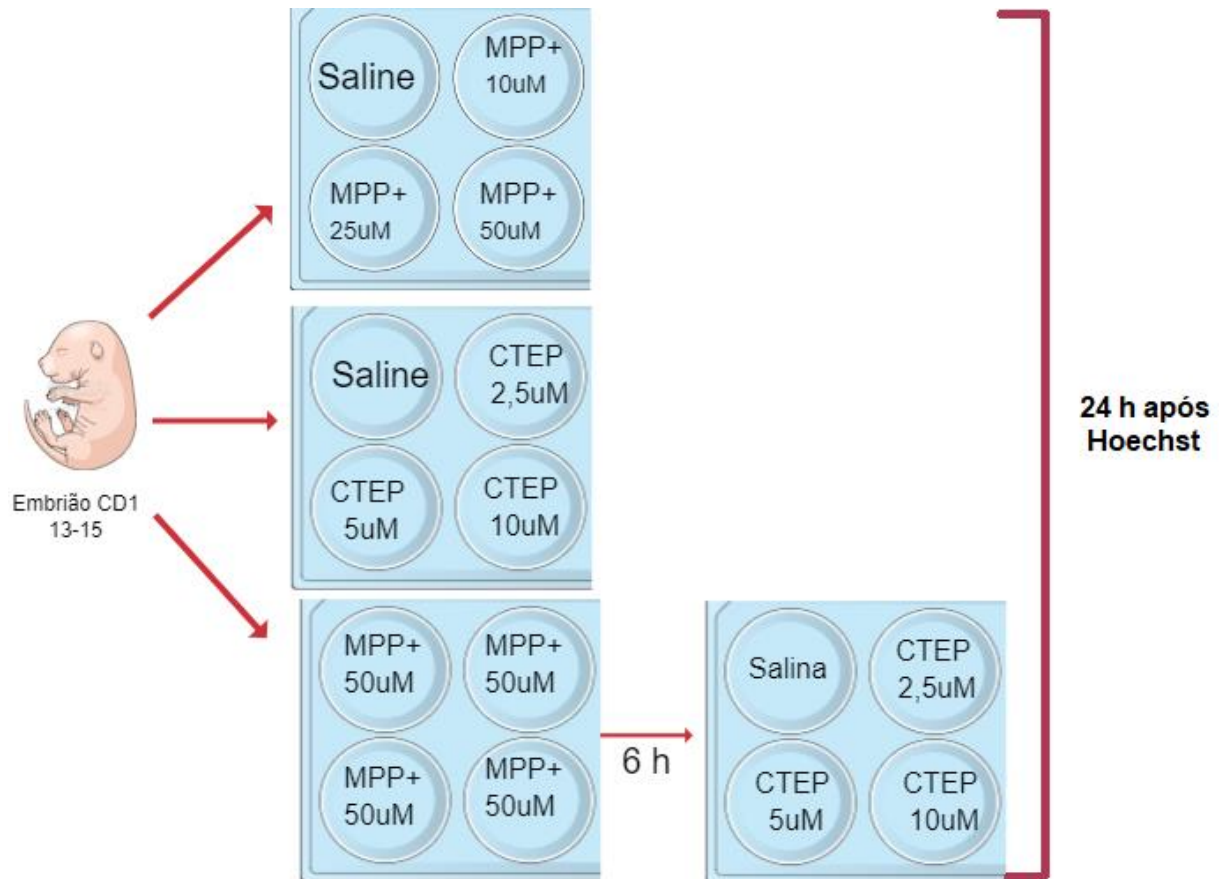 Saline
MPP+
10uM
MPP+
25uM
MPP+
50uM
Saline
CTEP
2,5uM
CTEP
5uM
CTEP
10uM
Embrião CD1
13-15
MPP+
50uM
MPP+
50uM
MPP+
50uM
MPP+
50uM
6 h
Salina
CTEP
2,5uM
CTEP
5uM
CTEP
10uM
24 h após
Hoechst